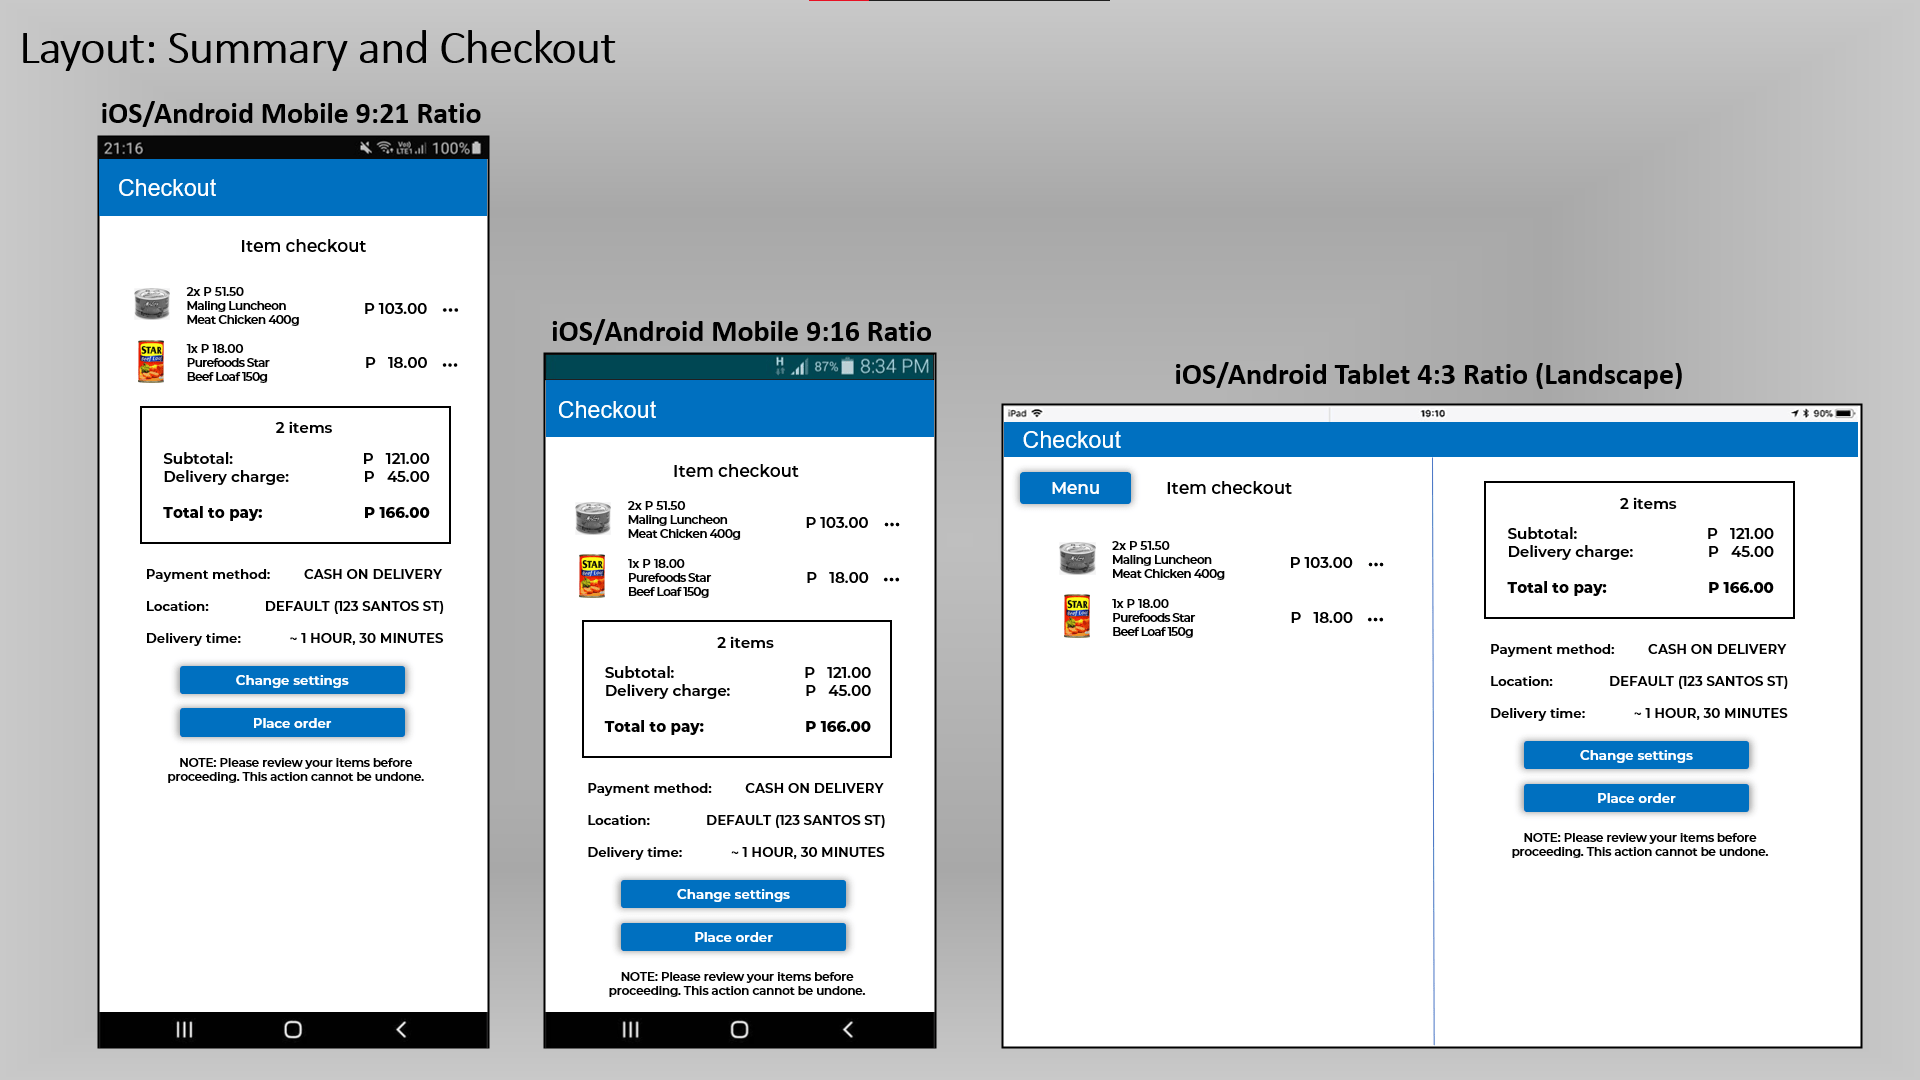 Layout: Summary and Checkout
iOS/Android Mobile 9:21 Ratio
21:16
LTE1
100%
Checkout
Item checkout
2x P 51.50
Maling Luncheon
Meat Chicken 400g
P 103.00
STAR
1x P 18.00
Purefoods Star
Beef Loaf 150g
P 18.00
2 items
Subtotal: P 121.00
Delivery charge: P 45.00
Total to pay: P 166.00
Payment method: CASH ON DELIVERY
Location: DEFAULT (123 SANTOS ST)
Delivery time: ~ 1 HOUR, 30 MINUTES
Change settings
Place order
NOTE: Please review your items before
proceeding. This action cannot be undone.
iOS/Android Mobile 9:16 Ratio
H
87%
8:34 PM
Checkout
Item checkout
2x P 51.50
Maling Luncheon
Meat Chicken 400g
P 103.00
STAR
1x P 18.00
Purefoods Star
Beef Loaf 150g
P 18.00
2 items
Subtotal: P 121.00
Delivery charge: P 45.00
Total to pay: P 166.00
Payment method: CASH ON DELIVERY
Location: DEFAULT (123 SANTOS ST)
Delivery time: ~ 1 HOUR, 30 MINUTES
Change settings
Place order
NOTE: Please review your items before
proceeding. This action cannot be undone.
iOS/Android Tablet 4:3 Ratio (Landscape)
iPad
19:10
90%
Checkout
Menu
Item checkout
2x P 51.50
Maling Luncheon
Meat Chicken 400g
P 103.00
STAR
1x P 18.00
Purefoods Star
Beef Loaf 150g
P 18.00
2 items
Subtotal: P 121.00
Delivery charge: P 45.00
Total to pay: P 166.00
Payment method: CASH ON DELIVERY
Location: DEFAULT (123 SANTOS ST)
Delivery time: ~ 1 HOUR, 30 MINUTES
Change settings
Place order
NOTE: Please review your items before
proceeding. This action cannot be undone.